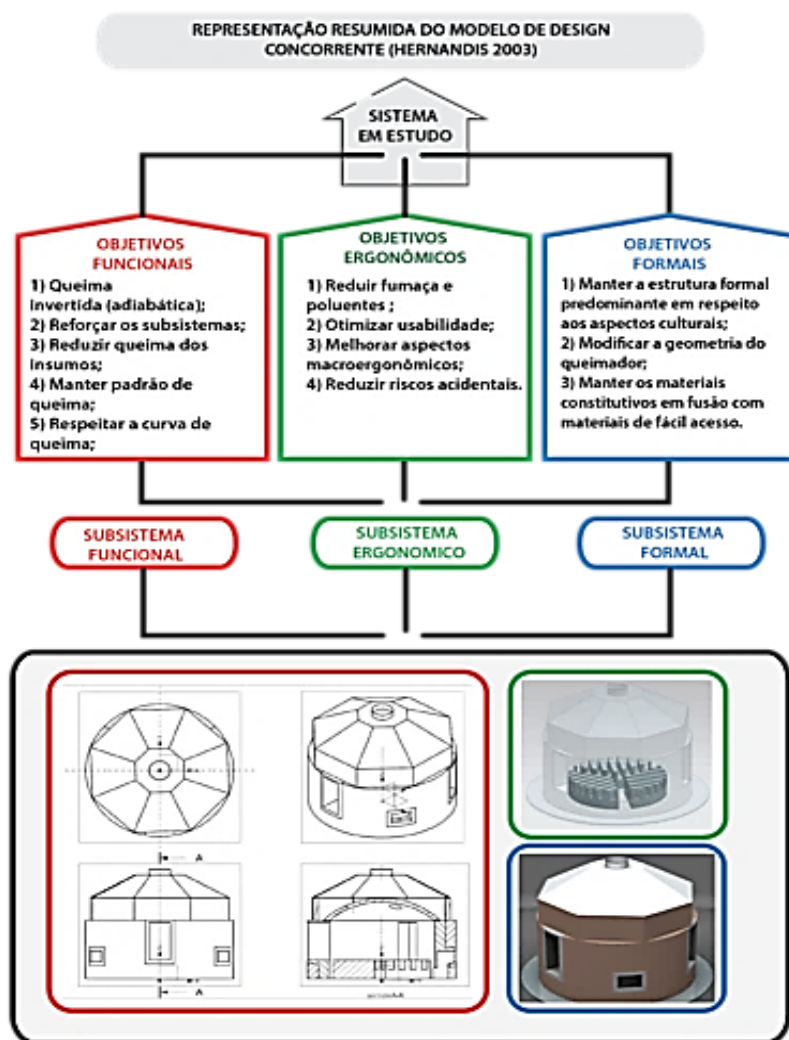 REPRESENTAÇÃO RESUMIDA DO MODELO DE DESIGN
CONCORRENTE (HERNANDIS 2003)
SISTEMA
EM ESTUDO
OBJETIVOS
FUNCIONAIS
1) Queima
invertida (adiabática);
2) Reforçar os subsistemas;
3) Reduzir queima dos
insumos;
4) Manter padrão de
queima;
5) Respeitar a curva de
queima;
OBJETIVOS
ERGONÔMICOS
1) Reduir fumaça e
poluentes ;
2) Otimizar usabilidade;
3) Melhorar aspectos
macroergonômicos;
4) Reduzir riscos acidentais.
OBJETIVOS
FORMAIS
1) Manter a estrutura formal
predominante em respeito
aos aspectos culturais;
2) Modificar a geometria do
queimador;
3) Manter os materiais
constitutivos em fusão com
materiais de fácil acesso.
SUBSISTEMA
FUNCIONAL
SUBSISTEMA
ERGONOMICO
SUBSISTEMA
FORMAL
A
A